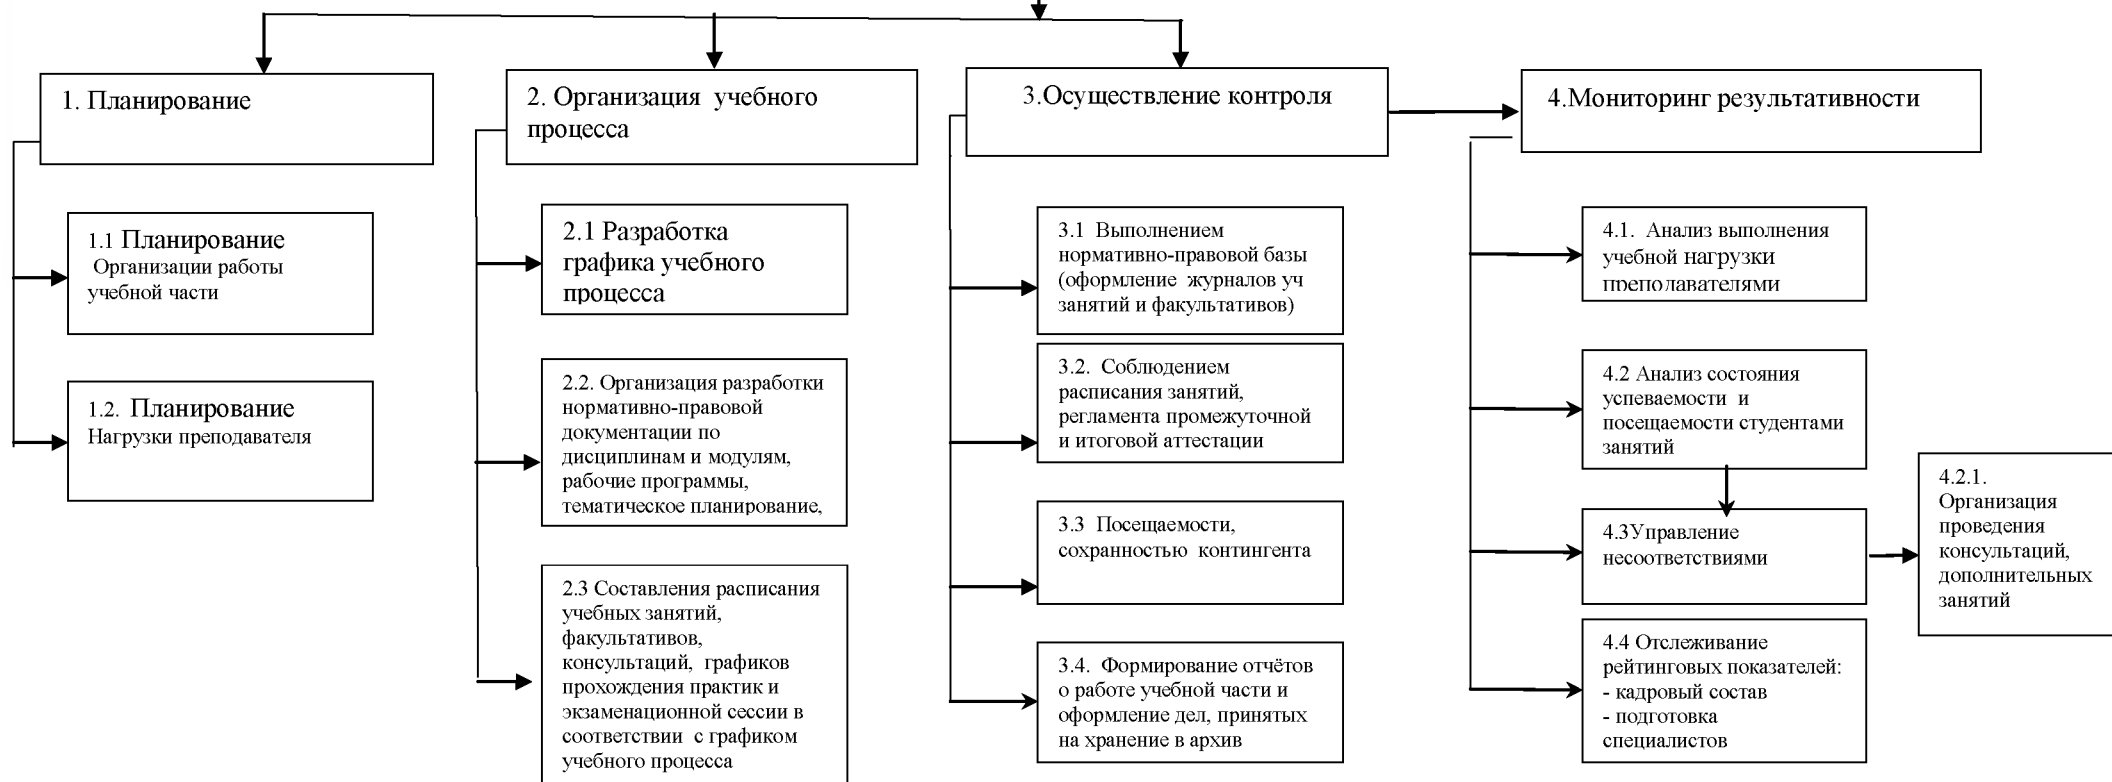 1. Планирование
2. Организация учебного
процесса
3.Осуществление контроля
4.Мониторинг результативности
1.1 Планирование
Организации работы
учебной части
1.2. Планирование
Нагрузки преподавателя
2.1 Разработка
графика учебного
процесса
2.2. Организация разработки
нормативно-правовой
документации по
дисциплинам и модулям,
рабочие программы,
тематическое планирование,
2.3 Составления расписания
учебных занятий,
факультативов,
консультаций, графиков
прохождения практик и
экзаменационной сессии в
соответствии с графиком
учебного процесса
3.1 Выполнением
нормативно-правовой базы
(оформление журналов уч
занятий и факультативов)
3.2. Соблюдением
расписания занятий,
регламента промежуточной
и итоговой аттестации
3.3 Посещаемости,
сохранностью контингента
3.4. Формирование отчётов
о работе учебной части и
оформление дел, принятых
на хранение в архив
4.1. Анализ выполнения
учебной нагрузки
преподавателями
4.2 Анализ состояния
успеваемости и
посещаемости студентами
занятий
4.3Управление
несоответствиями
4.4 Отслеживание
рейтинговых показателей:
- кадровый состав
- подготовка
специалистов
4.2.1.
Организация
проведения
консультаций,
дополнительных
занятий